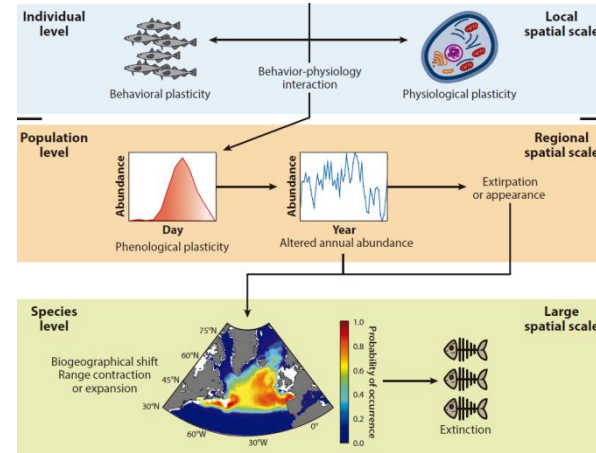 Individual
level
Local
spatial scale
Behavioral plasticity
Behavior-physiology
interaction
Physiological plasticity
Population
level
Regional
spatial scale
Abundance
Day
Phenological plasticity
Abundance
Year
Altered annual abundance
Extirpation
or appearance
Species
level
Large
spatial scale
Biogeographical shift
Range contraction
or expansion
75°N
60°N
45°N
30°N
60°W
30°W
0°
1.0
0.8
0.6
0.4
0.2
0.0
Probability of occurrence
Extinction